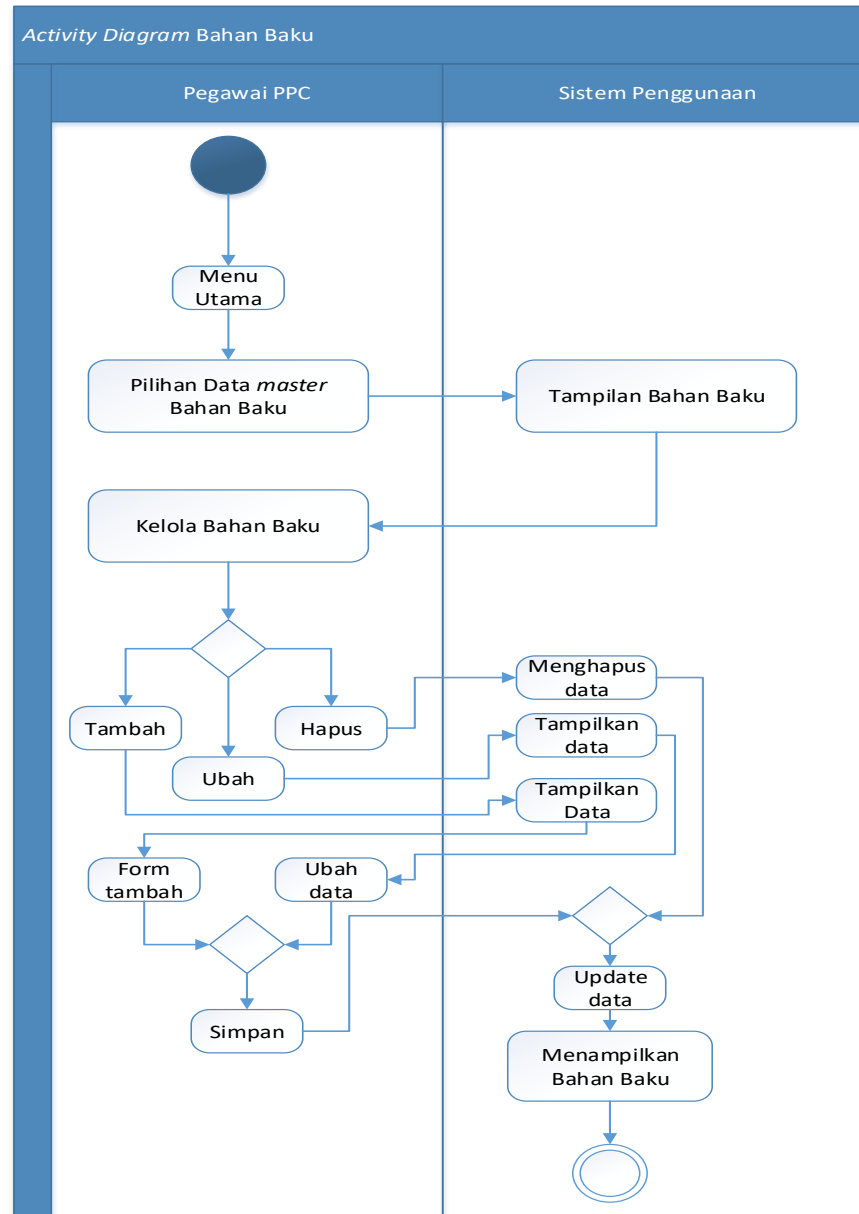 Activity Diagram Bahan Baku
Pegawai PPC
Sistem Penggunaan
Menu
Utama
Pilihan Data master
Bahan Baku
Tampilan Bahan Baku
Kelola Bahan Baku
Menghapus
data
Tambah
Hapus
Tampilkan
data
Ubah
Tampilkan
Data
Form
tambah
Ubah
data
Update
data
Simpan
Menampilkan
Bahan Baku